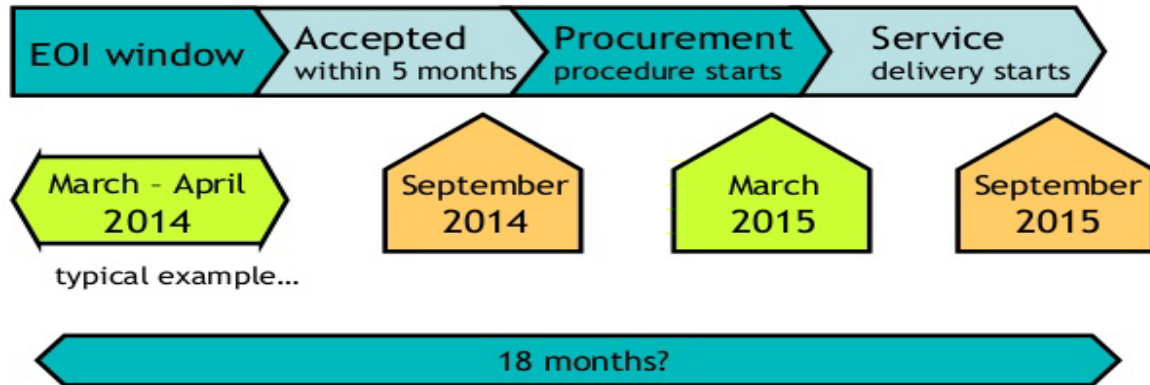 EOI window
Accepted
within 5 months
Procurement
procedure starts
Service
delivery starts
March - April
2014
September
2014
March
2015
September
2015
typical example...
18 months?